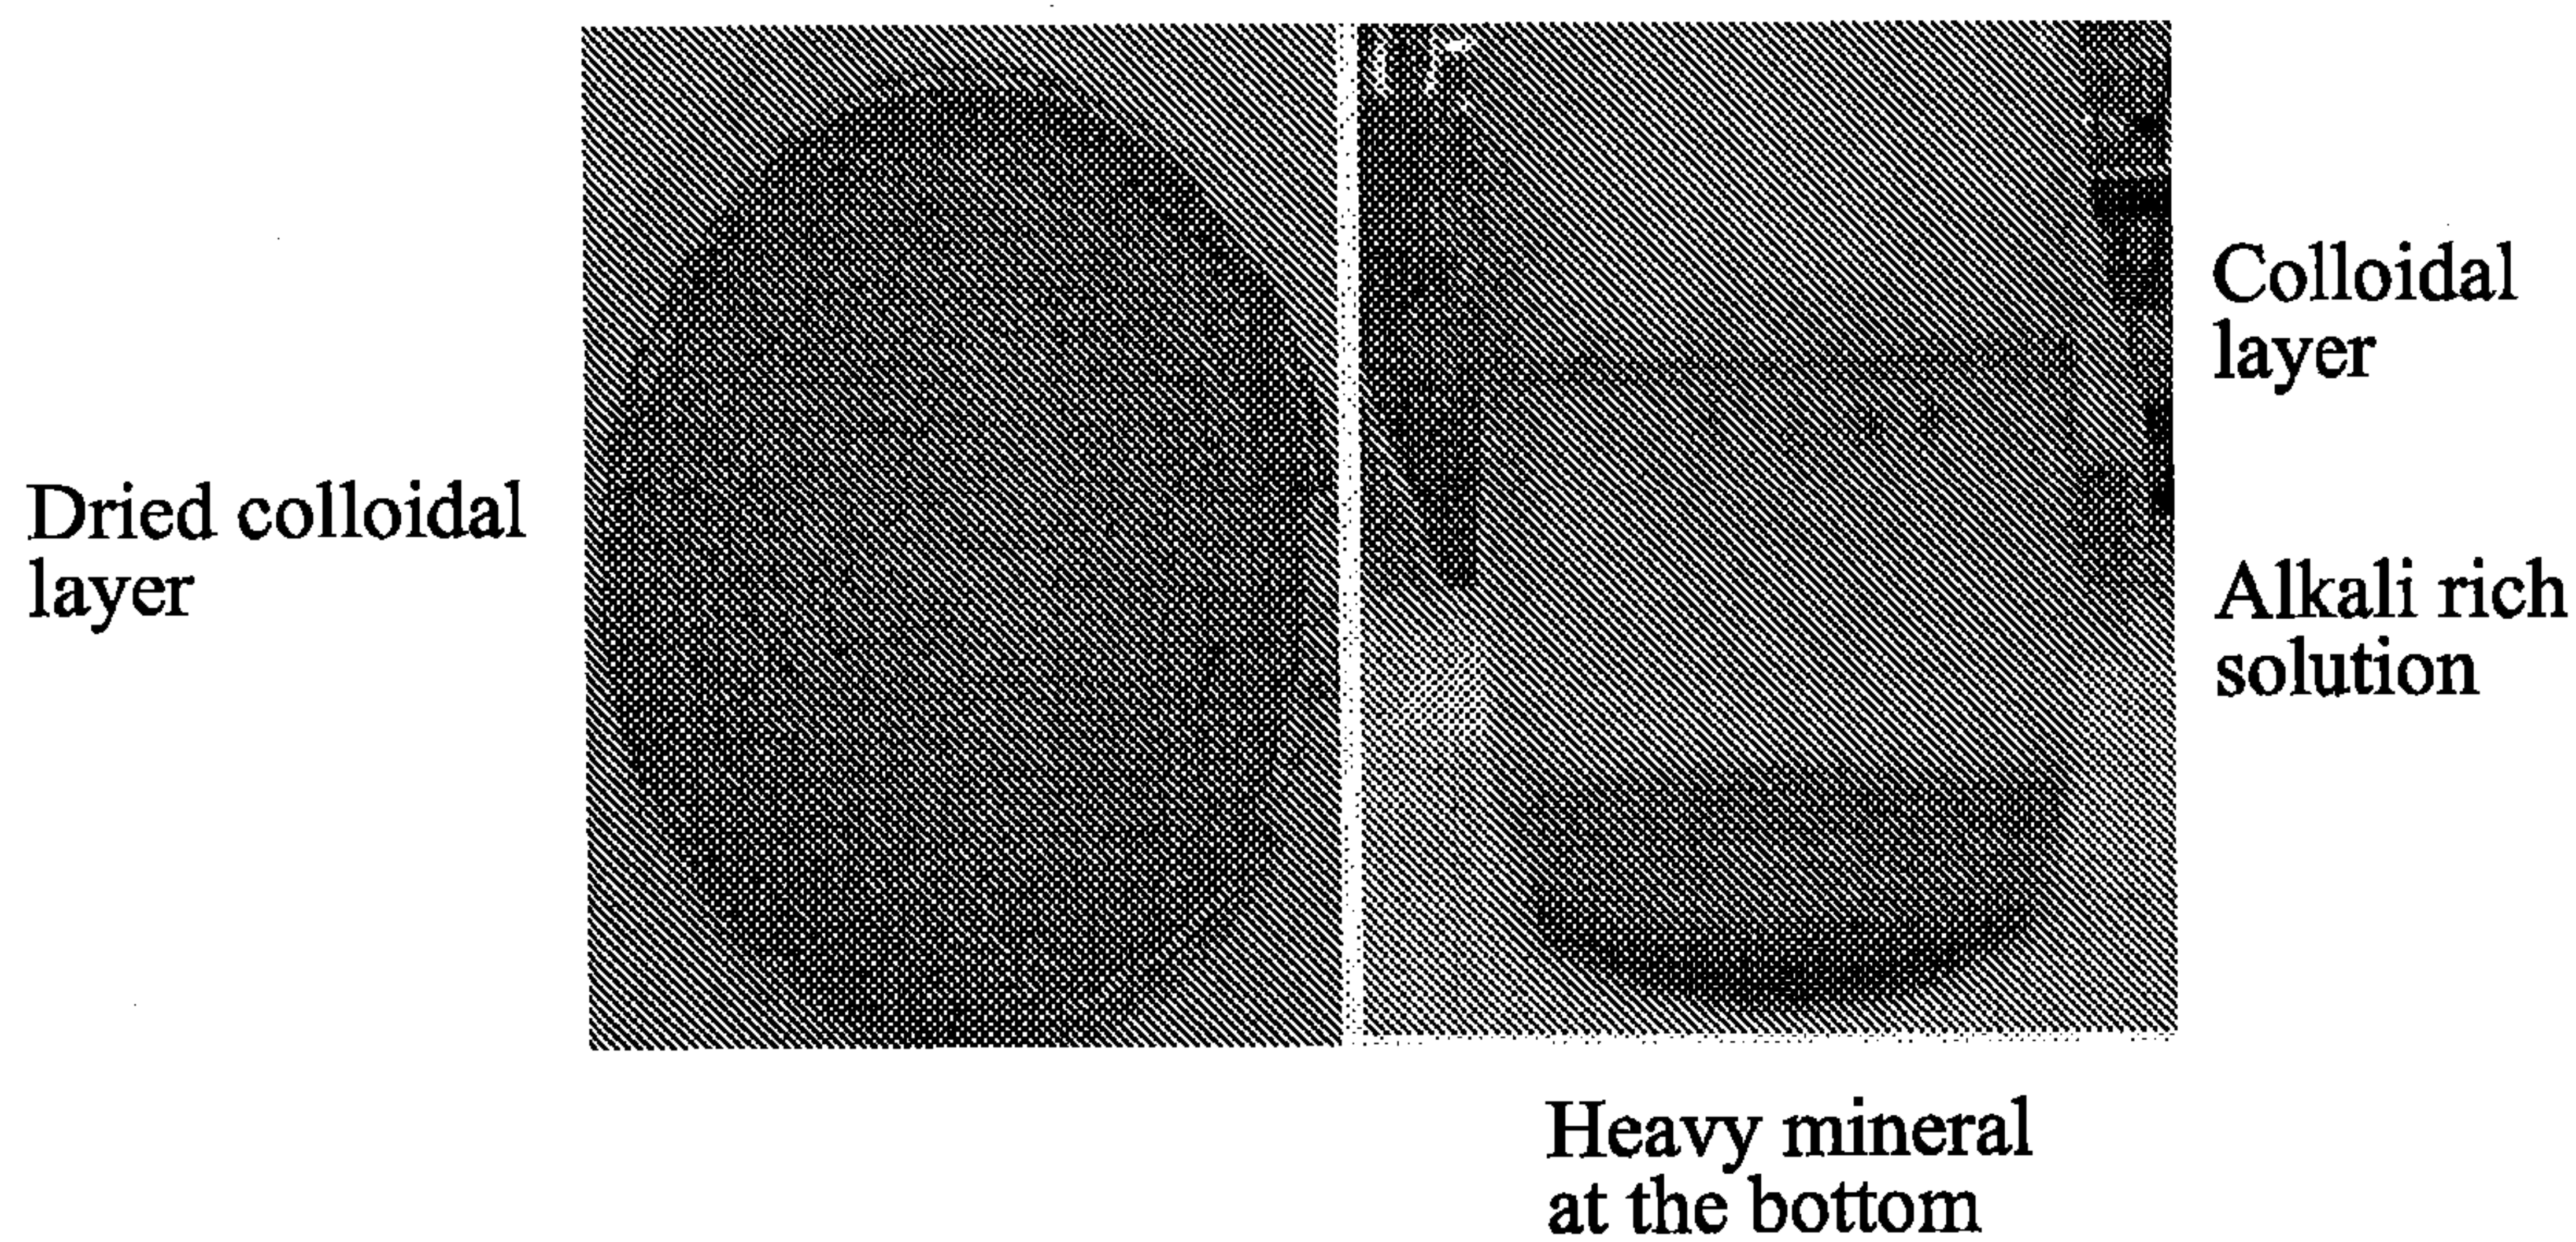 Dried colloidal
layer
Colloidal
layer
Alkali rich
solution
Heavy mineral
at the bottom